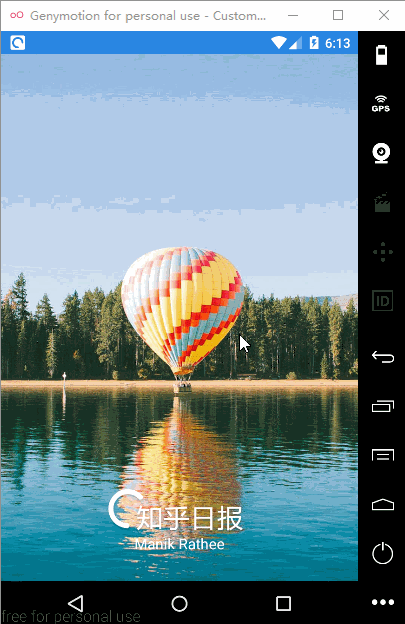 Genymotion for personal use - Custom...
6:13
GPS
ID
知乎日报
Manik Rathee
free for personal use